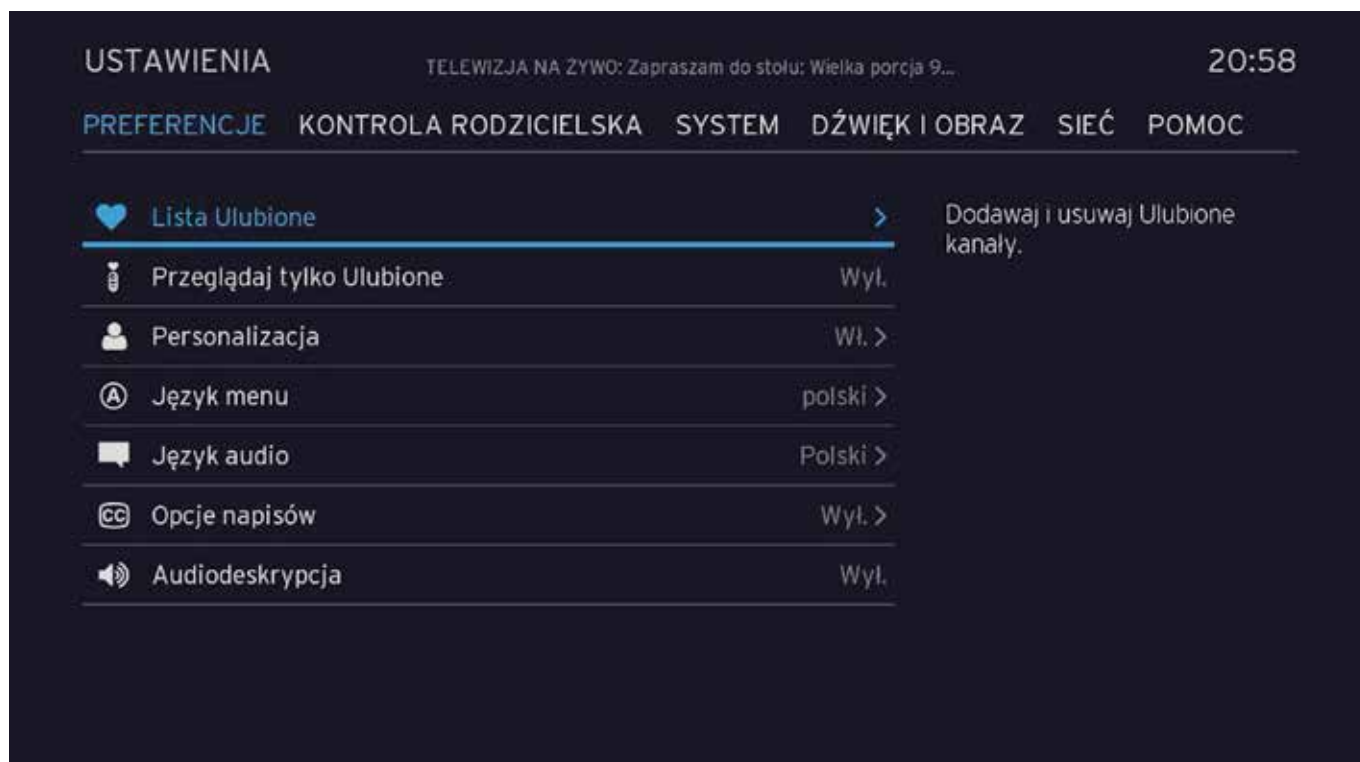 USTAWIENIA
TELEWIZJA NA ŻYWO: Zapraszam do stołu: Wielka porcja 9...
20:58
PREFERENCJE KONTROLA RODZICIELSKA SYSTEM DŹWIĘK I OBRAZ SIEĆ POMOC
Lista Ulubione >
Dodawaj i usuwaj Ulubione
kanały.
Przeglądaj tylko Ulubione Wył.
Personalizacja Wł. >
A Język menu polski >
Język audio Polski >
CC Opcje napisów Wył. >
Audiodeskrypcja Wył.